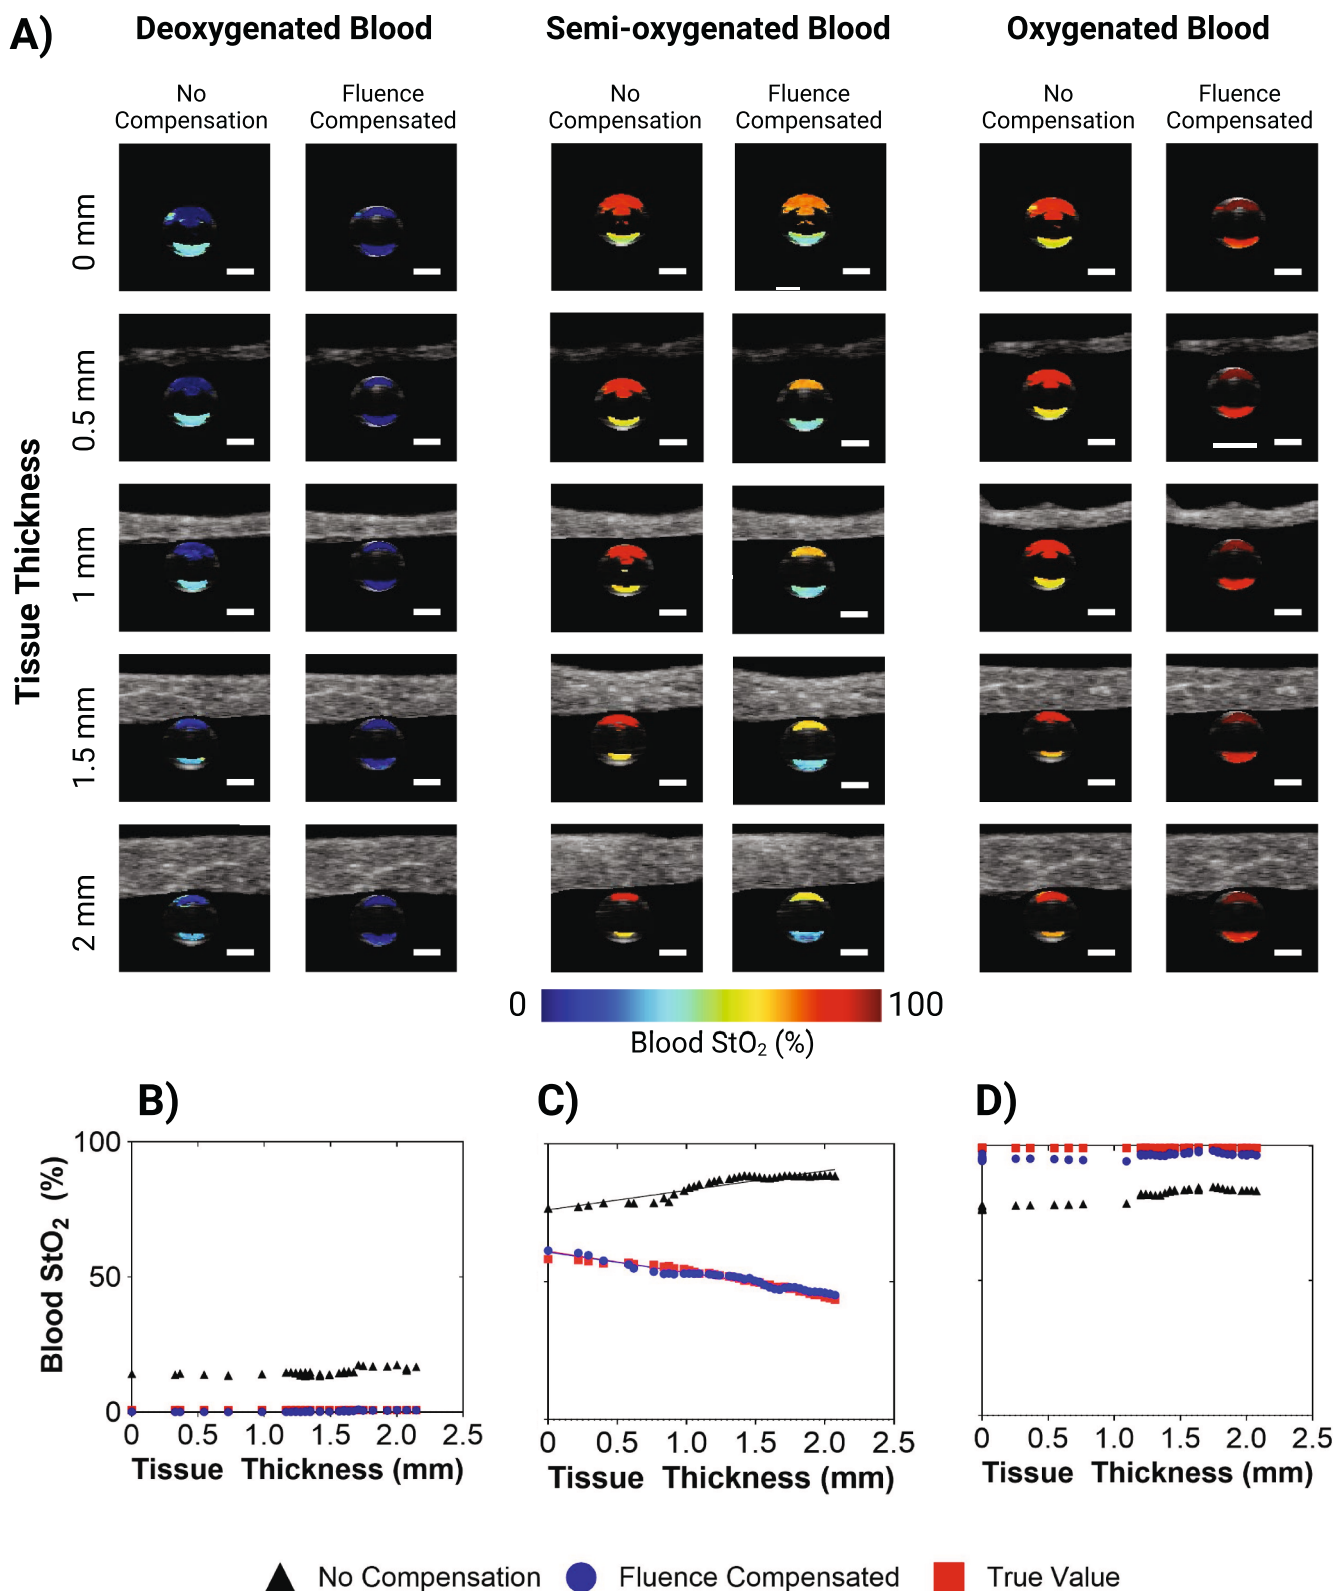 A)
Deoxygenated Blood Semi-oxygenated Blood Oxygenated Blood
No Compensation Fluence Compensated No Compensation Fluence Compensated No Compensation Fluence Compensated
Tissue Thickness
0 mm
0.5 mm
1 mm
1.5 mm
2 mm
0 100
Blood StO₂ (%)
B) C) D)
Blood StO₂ (%)
100
50
0
0 0.5 1.0 1.5 2.0 2.5
Tissue Thickness (mm)
0 0.5 1.0 1.5 2.0 2.5
Tissue Thickness (mm)
0 0.5 1.0 1.5 2.0 2.5
Tissue Thickness (mm)
No Compensation Fluence Compensated True Value